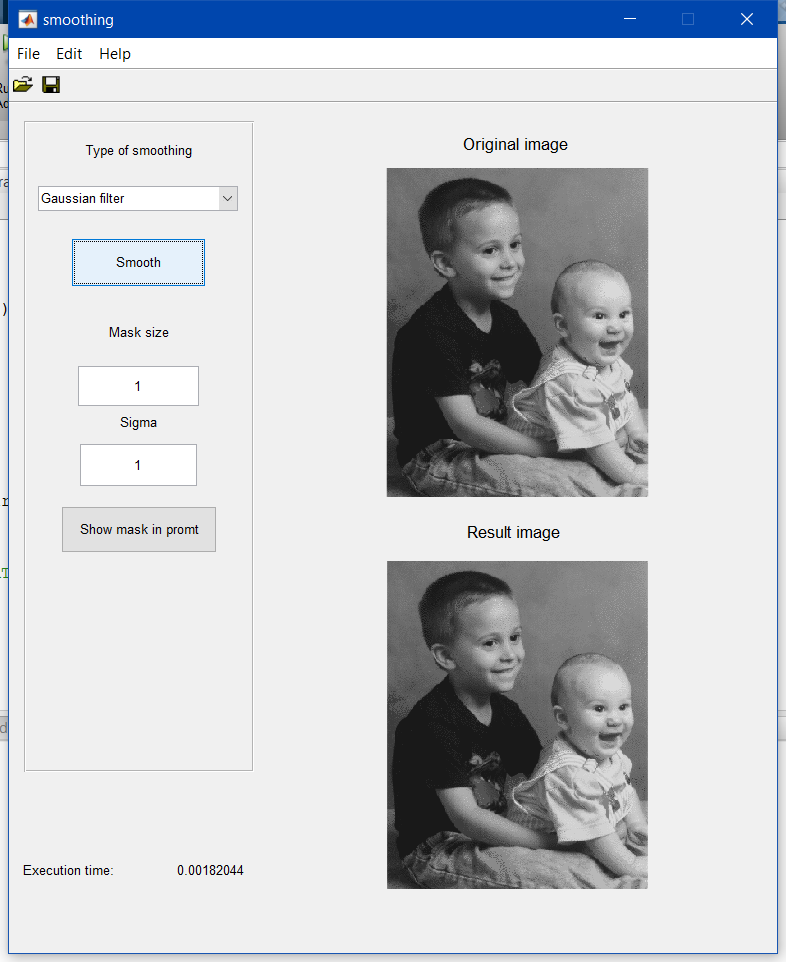 smoothing
File Edit Help
Type of smoothing
Gaussian filter
Smooth
Mask size
1
Sigma
1
Show mask in promt
Original image
Result image
Execution time: 0.00182044